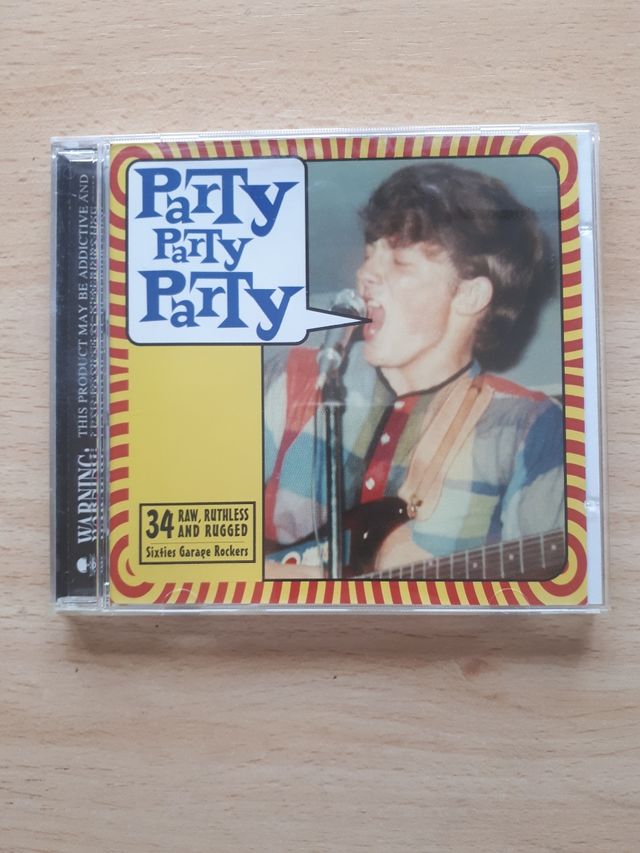 PARTY
PARTY
PARTY
34 RAW, RUTHLESS
AND RUGGED
Sixties Garage Rockers
WARNING: THIS PRODUCT MAY BE ADDICTIVE AND